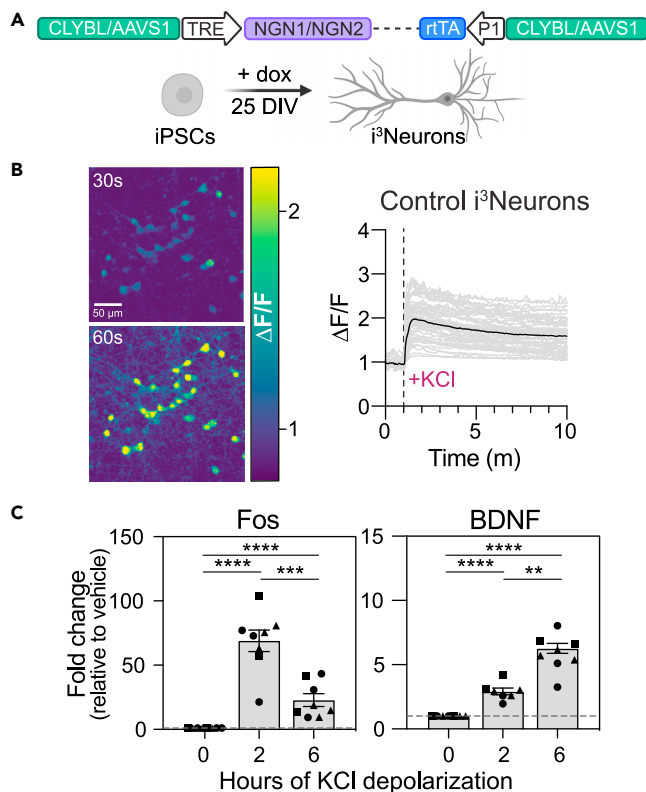 A
CLYBL/AAVS1 TRE NGN1/NGN2 rtTA P1 CLYBL/AAVS1
+ dox
25 DIV
iPSCs
i³Neurons
B
30s
50 µm
60s
2
1
ΔF/F
Control i³Neurons
4
3
2
1
0
ΔF/F
+KCl
0 5 10
Time (m)
C
Fos
BDNF
Fold change
(relative to vehicle)
150
100
50
0
**** 
**** ***
0 2 6
15
10
5
0
****
**** **
0 2 6
Hours of KCl depolarization